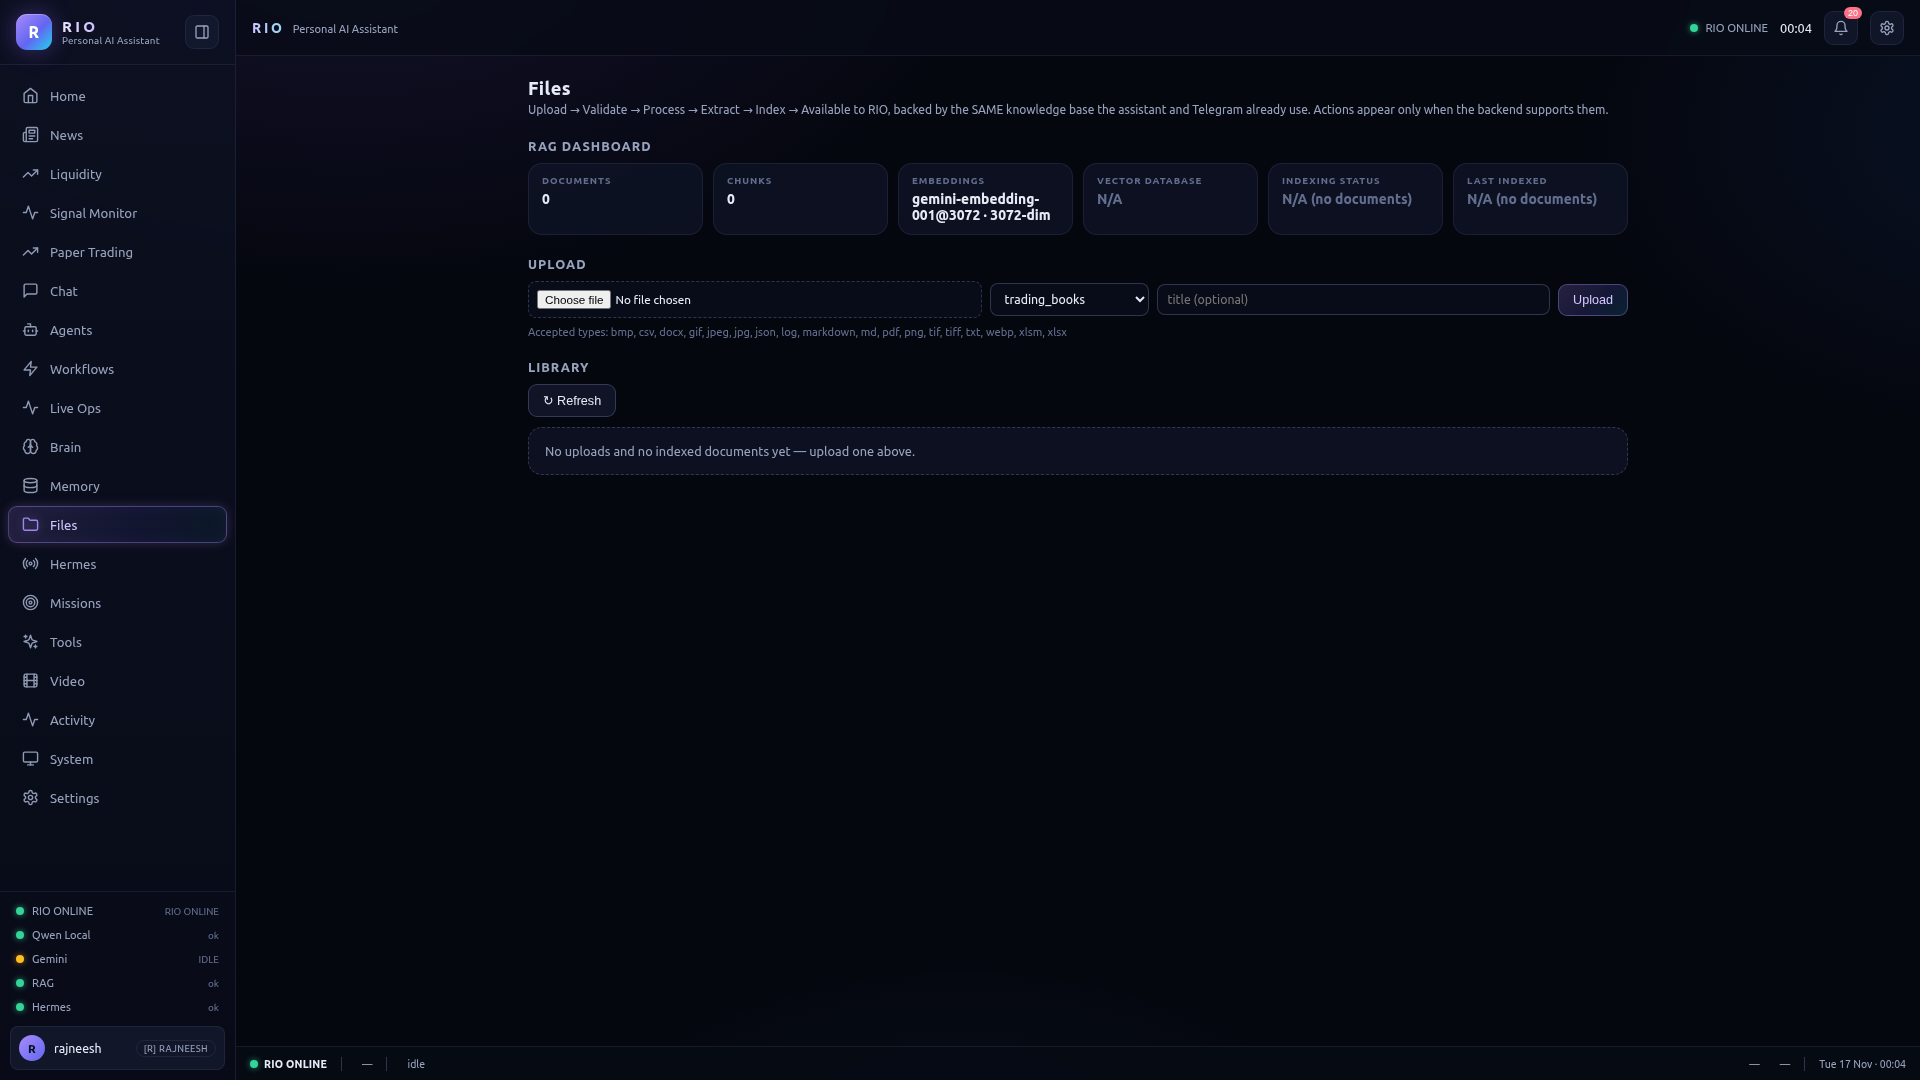 R
RIO
Personal AI Assistant
Home
News
Liquidity
Signal Monitor
Paper Trading
Chat
Agents
Workflows
Live Ops
Brain
Memory
Files
Hermes
Missions
Tools
Video
Activity
System
Settings
RIO ONLINE RIO ONLINE
Qwen Local ok
Gemini IDLE
RAG ok
Hermes ok
R rajneesh [R] RAJNEESH
RIO Personal AI Assistant
RIO ONLINE 00:04 20
Files
Upload → Validate → Process → Extract → Index → Available to RIO, backed by the SAME knowledge base the assistant and Telegram already use. Actions appear only when the backend supports them.
RAG DASHBOARD
DOCUMENTS
0
CHUNKS
0
EMBEDDINGS
gemini-embedding-
001@3072 · 3072-dim
VECTOR DATABASE
N/A
INDEXING STATUS
N/A (no documents)
LAST INDEXED
N/A (no documents)
UPLOAD
Choose file No file chosen trading_books title (optional) Upload
Accepted types: bmp, csv, docx, gif, jpeg, jpg, json, log, markdown, md, pdf, png, tif, tiff, txt, webp, xlsm, xlsx
LIBRARY
↻ Refresh
No uploads and no indexed documents yet — upload one above.
RIO ONLINE — idle — — Tue 17 Nov · 00:04